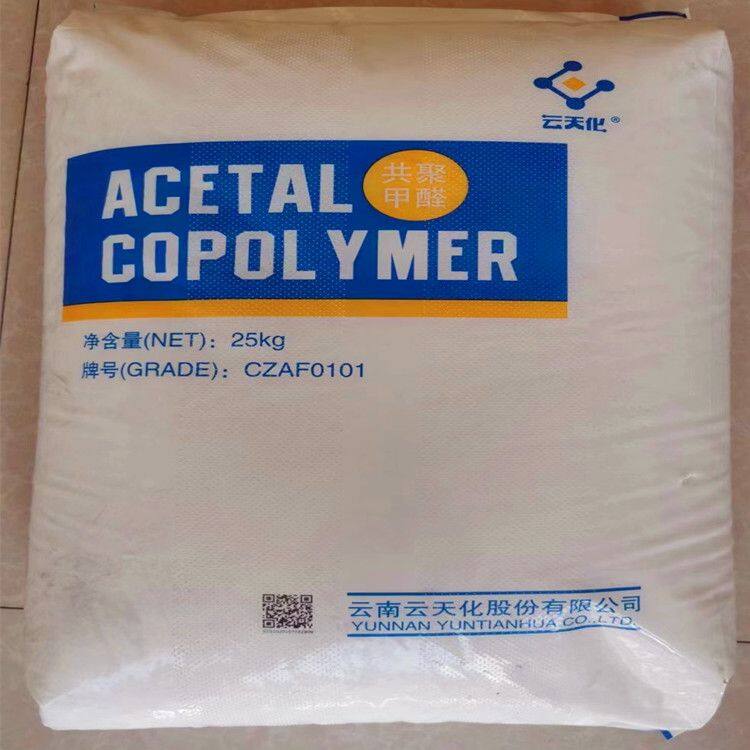 云天化®
ACETAL
共聚
甲醛
COPOLYMER
净含量(NET)：25kg
牌号(GRADE)：CZAF0101
云南云天化股份有限公司
YUNNAN YUNTIANHUA CO.,LTD.